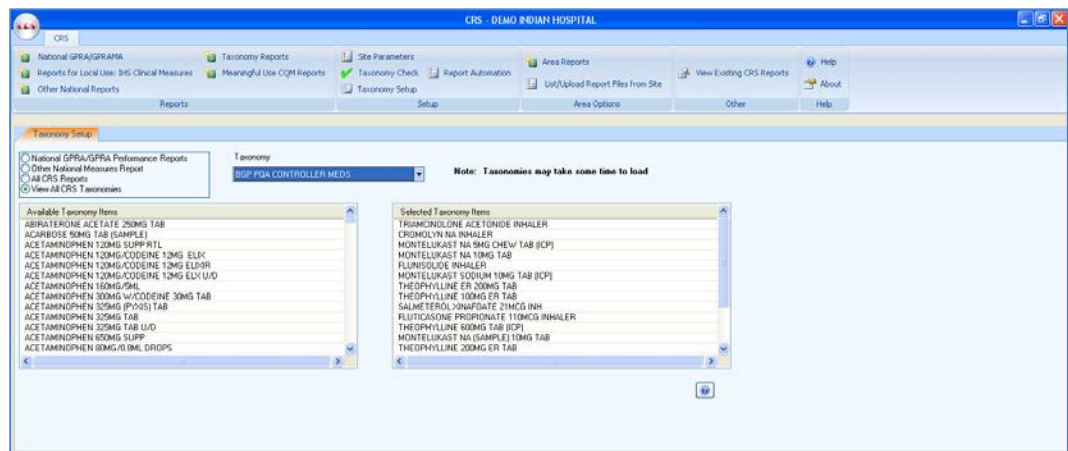 CRS - DEMO INDIAN HOSPITAL
CRS
National GPRA/GPRAMA
Reports for Local Use: IHS Clinical Measures
Other National Reports
Taxonomy Reports
Meaningful Use CQM Reports
Reports
Site Parameters
Taxonomy Check
Report Automation
Taxonomy Setup
Setup
Area Reports
List/Upload Report Files from Site
Area Options
View Existing CRS Reports
Other
Help
About
Help
Taxonomy Setup
National GPRA/GPRA Performance Reports
Other National Measures Report
All CRS Reports
View All CRS Taxonomies
Taxonomy
BGP PQA CONTROLLER MEDS
Note: Taxonomies may take some time to load
Available Taxonomy Items
ABIRATERONE ACETATE 250MG TAB
ACARBOSE 50MG TAB (SAMPLE)
ACETAMINOPHEN 120MG SUPP RTL
ACETAMINOPHEN 120MG/CODEINE 12MG ELIX
ACETAMINOPHEN 120MG/CODEINE 12MG ELIXIR
ACETAMINOPHEN 120MG/CODEINE 12MG ELX U/D
ACETAMINOPHEN 160MG/5ML
ACETAMINOPHEN 300MG W/CODEINE 30MG TAB
ACETAMINOPHEN 325MG (PYXIS) TAB
ACETAMINOPHEN 325MG TAB
ACETAMINOPHEN 325MG TAB U/D
ACETAMINOPHEN 650MG SUPP
ACETAMINOPHEN 80MG/0.8ML DROPS
Selected Taxonomy Items
TRIAMCINOLONE ACETONIDE INHALER
CROMOLYN NA INHALER
MONTELUKAST NA 5MG CHEW TAB (ICP)
MONTELUKAST NA 10MG TAB
FLUNISOLIDE INHALER
MONTELUKAST SODIUM 10MG TAB (ICP)
THEOPHYLLINE ER 200MG TAB
THEOPHYLLINE 100MG ER TAB
SALMETEROL XINAFOATE 21MCG INH
FLUTICASONE PROPIONATE 110MCG INHALER
THEOPHYLLINE 600MG TAB (ICP)
MONTELUKAST NA (SAMPLE) 10MG TAB
THEOPHYLLINE 200MG ER TAB